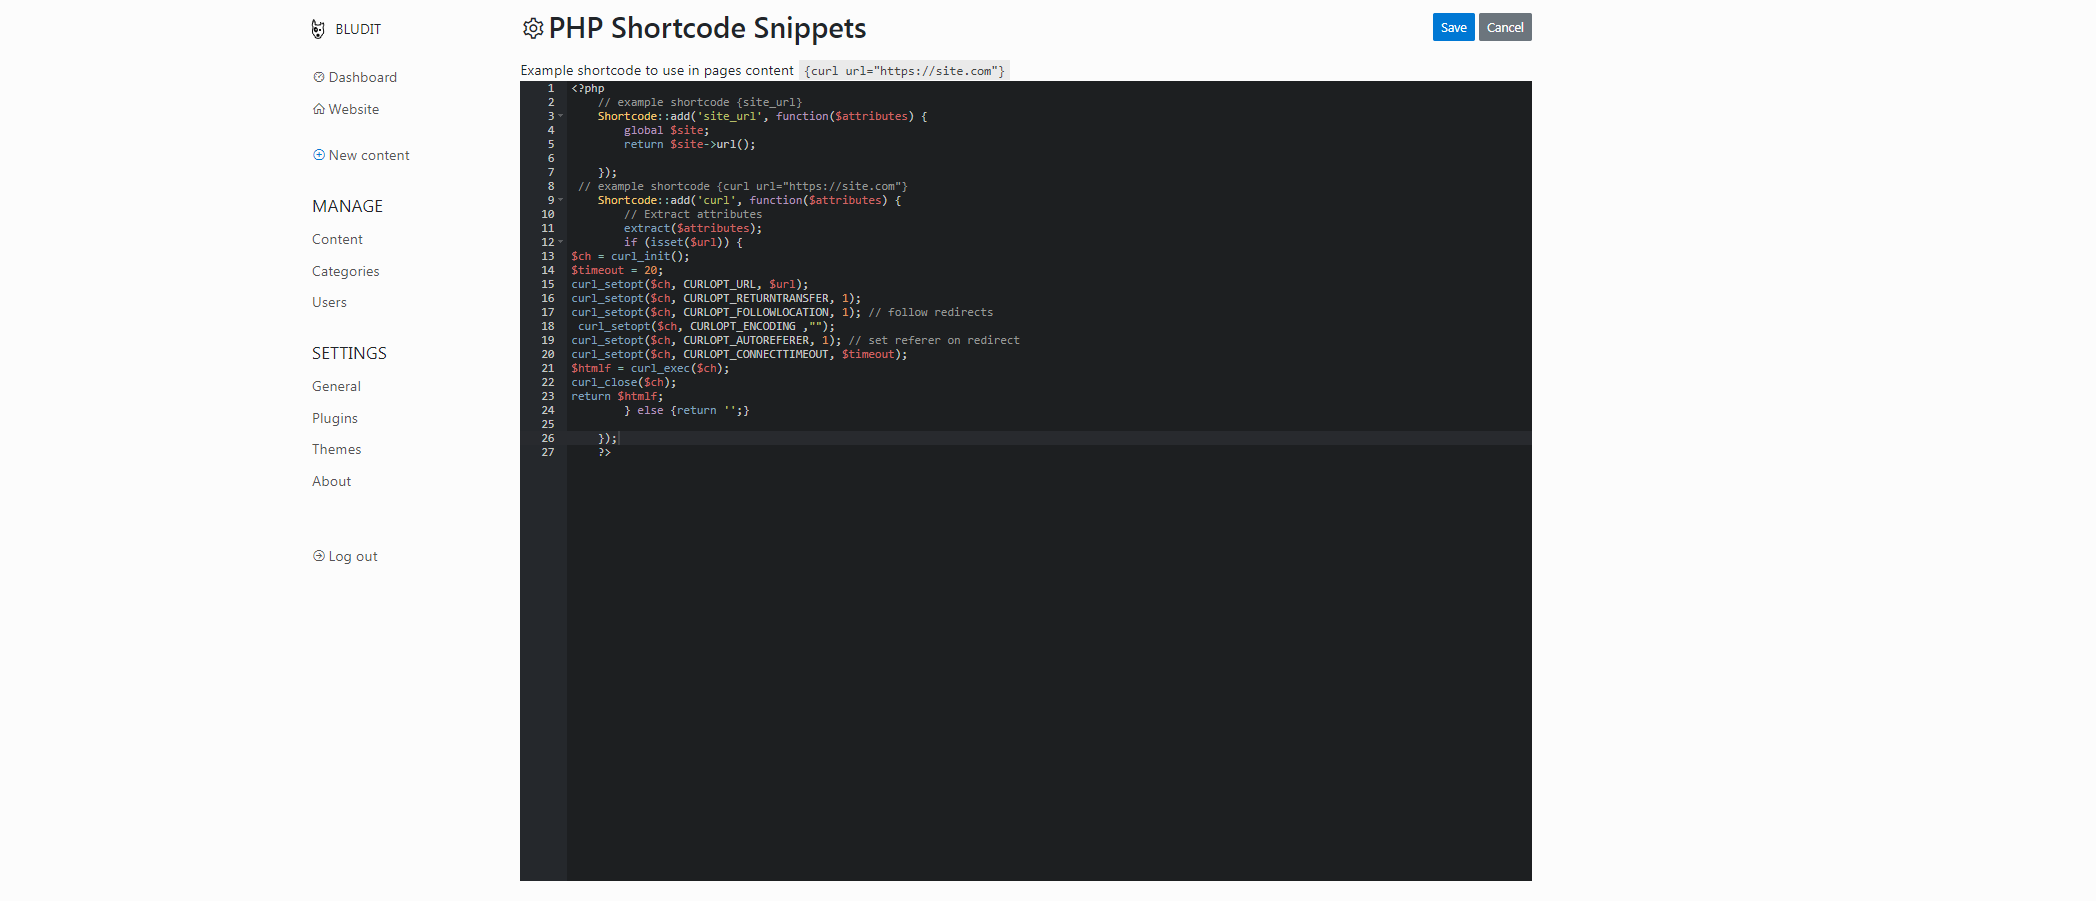 BLUDIT
Dashboard
Website
New content
MANAGE
Content
Categories
Users
SETTINGS
General
Plugins
Themes
About
Log out
PHP Shortcode Snippets
Save
Cancel
Example shortcode to use in pages content {curl url="https://site.com"}
1 <?php
2     // example shortcode {site_url}
3     Shortcode::add('site_url', function($attributes) {
4         global $site;
5         return $site->url();
6
7     });
8  // example shortcode {curl url="https://site.com"}
9     Shortcode::add('curl', function($attributes) {
10         // Extract attributes
11         extract($attributes);
12         if (isset($url)) {
13 $ch = curl_init();
14 $timeout = 20;
15 curl_setopt($ch, CURLOPT_URL, $url);
16 curl_setopt($ch, CURLOPT_RETURNTRANSFER, 1);
17 curl_setopt($ch, CURLOPT_FOLLOWLOCATION, 1); // follow redirects
18  curl_setopt($ch, CURLOPT_ENCODING ,"");
19 curl_setopt($ch, CURLOPT_AUTOREFERER, 1); // set referer on redirect
20 curl_setopt($ch, CURLOPT_CONNECTTIMEOUT, $timeout);
21 $htmlf = curl_exec($ch);
22 curl_close($ch);
23 return $htmlf;
24         } else {return '';}
25
26     });
27     ?>